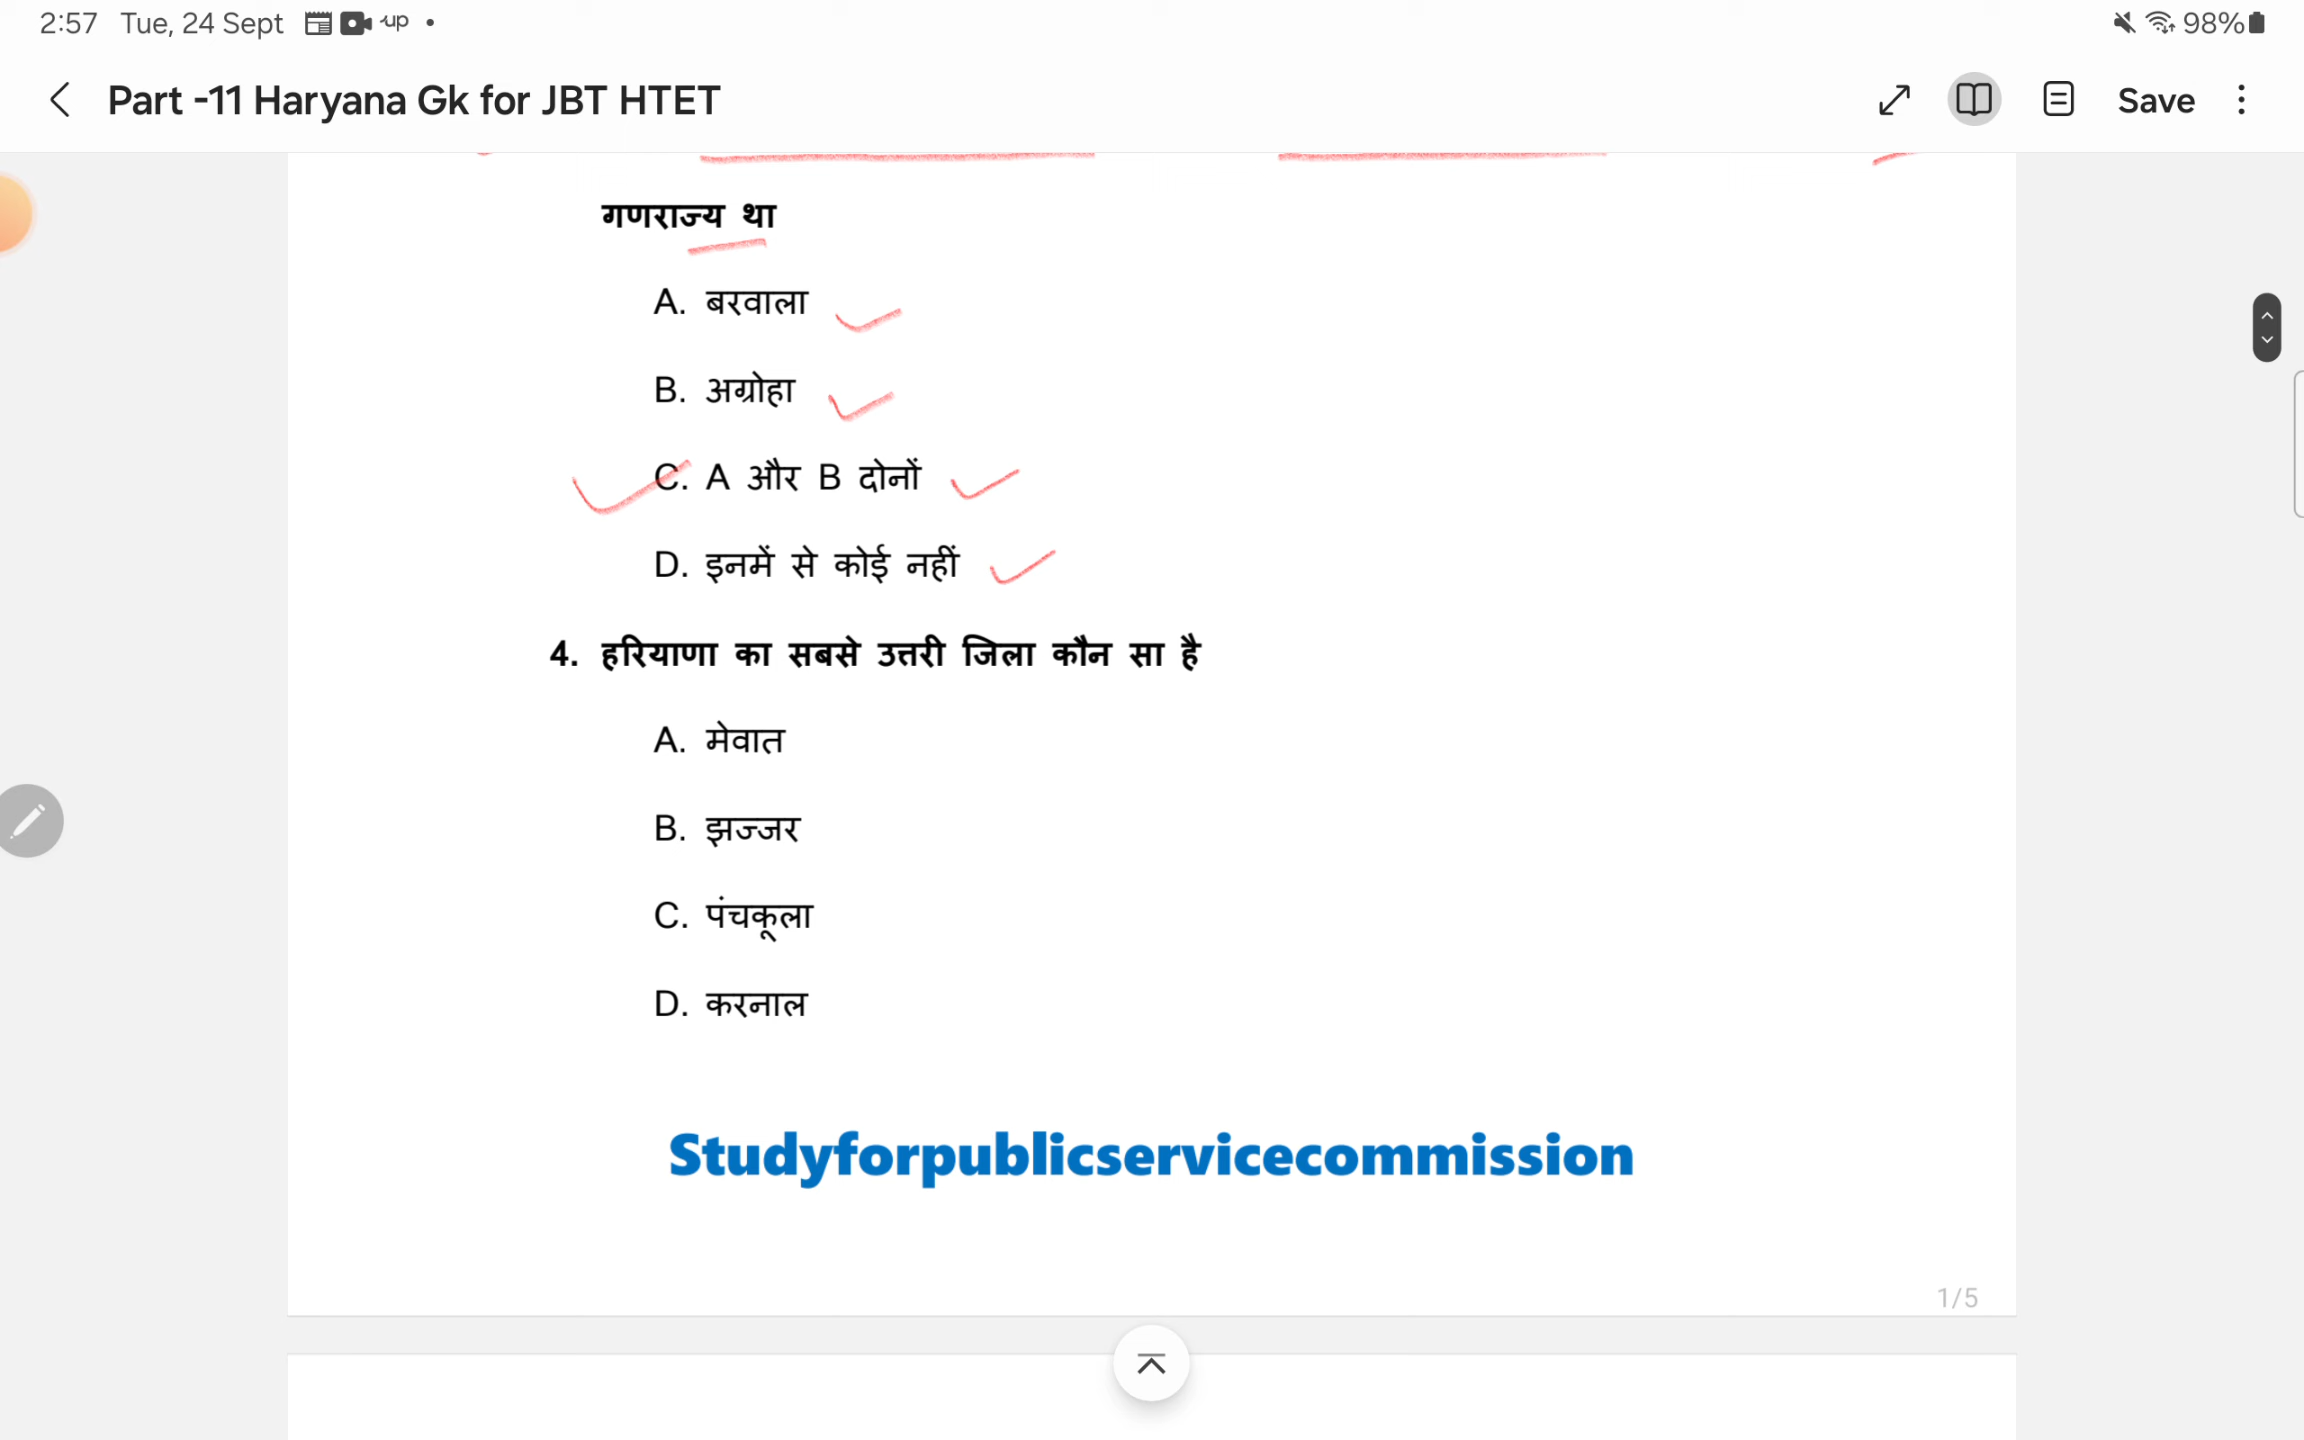 2:57 Tue, 24 Sept up • 98%
Part -11 Haryana Gk for JBT HTET Save
गणराज्य था
A. बरवाला
B. अग्रोहा
C. A और B दोनों
D. इनमें से कोई नहीं
4. हरियाणा का सबसे उत्तरी जिला कौन सा है
A. मेवात
B. झज्जर
C. पंचकूला
D. करनाल
Studyforpublicservicecommission
1/5